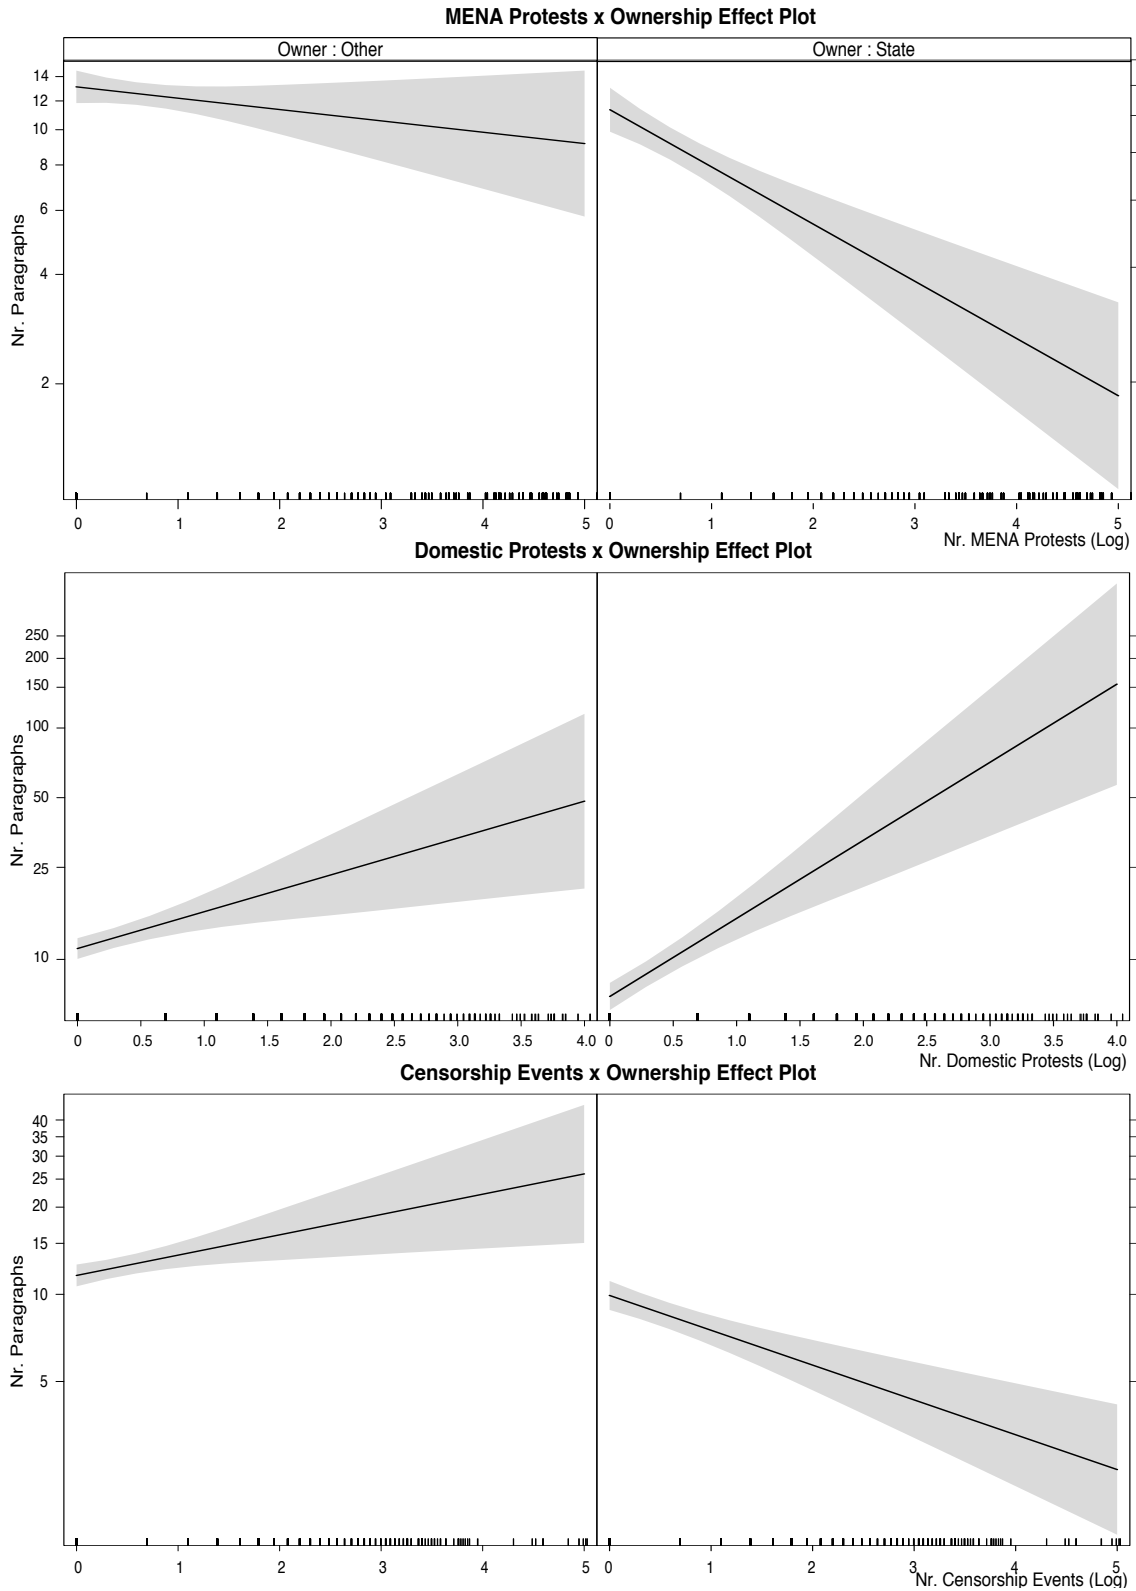 MENA Protests x Ownership Effect Plot
Owner : Other
Owner : State
14
12
10
8
6
4
2
Nr. Paragraphs
0 1 2 3 4 5
0 1 2 3 4 5
Nr. MENA Protests (Log)
Domestic Protests x Ownership Effect Plot
250
200
150
100
50
25
10
Nr. Paragraphs
0 0.5 1.0 1.5 2.0 2.5 3.0 3.5 4.0
0 0.5 1.0 1.5 2.0 2.5 3.0 3.5 4.0
Nr. Domestic Protests (Log)
Censorship Events x Ownership Effect Plot
40
35
30
25
20
15
10
5
Nr. Paragraphs
0 1 2 3 4 5
0 1 2 3 4 5
Nr. Censorship Events (Log)